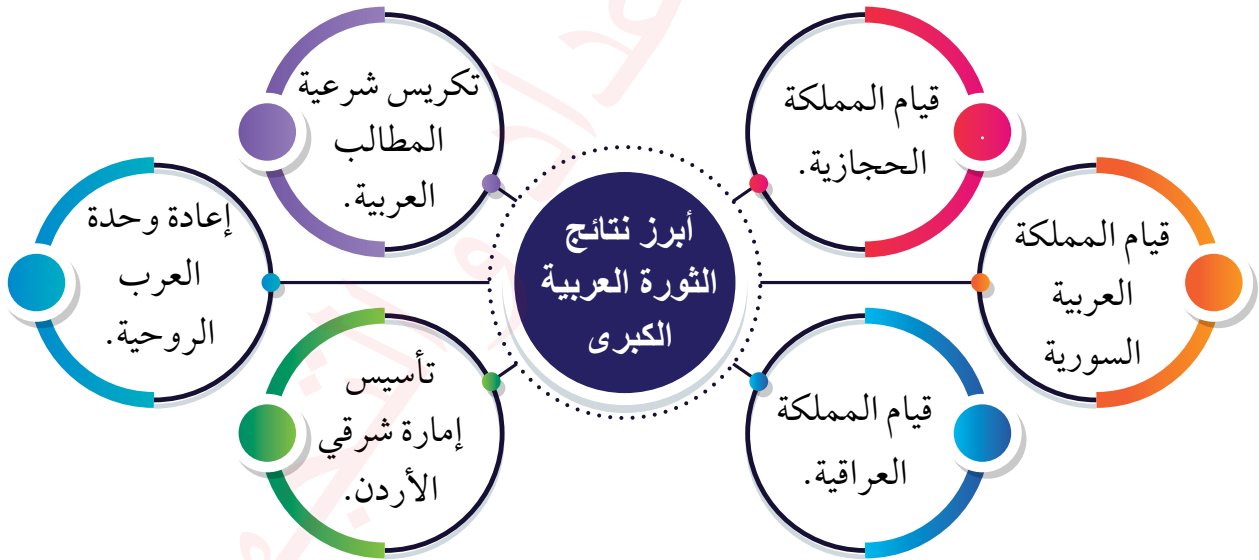 أبرز نتائج
الثورة العربية
الكبرى
قيام المملكة
الحجازية.
قيام المملكة
العربية
السورية
قيام المملكة
العراقية.
تكريس شرعية
المطالب
العربية.
إعادة وحدة
العرب
الروحية.
تأسيس
إمارة شرقي
الأردن.